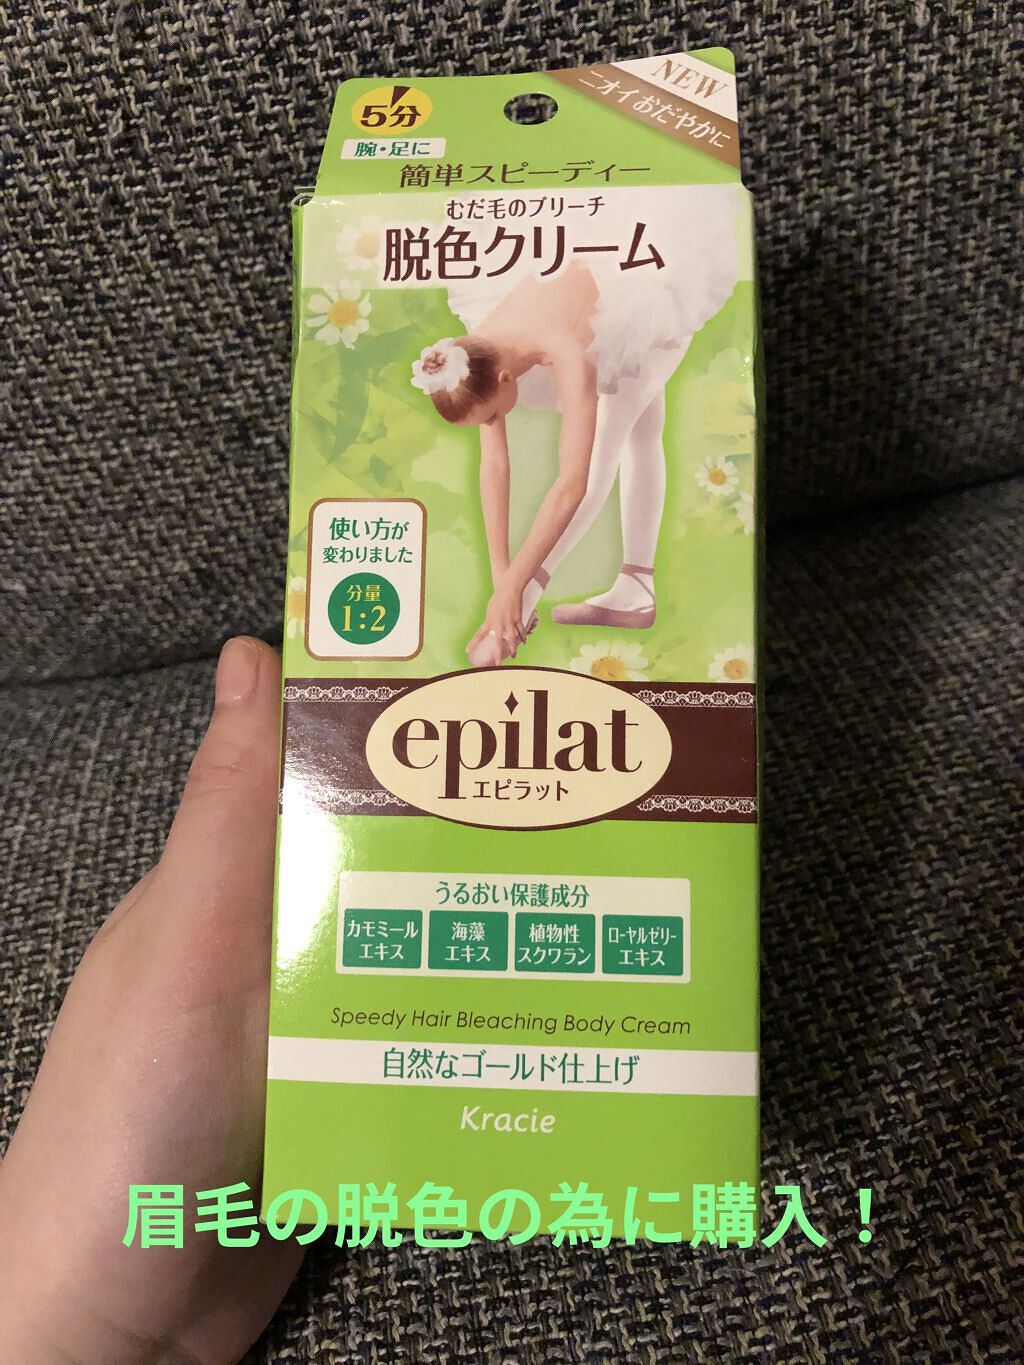 5分
腕・足に
NEW
ニオイおだやかに
簡単スピーディー
むだ毛のブリーチ
脱色クリーム
使い方が
変わりました
分量
1:2
epilat
エピラット
うるおい保護成分
カモミール
エキス
海藻
エキス
植物性
スクワラン
ローヤルゼリー
エキス
Speedy Hair Bleaching Body Cream
自然なゴールド仕上げ
Kracie
眉毛の脱色の為に購入！